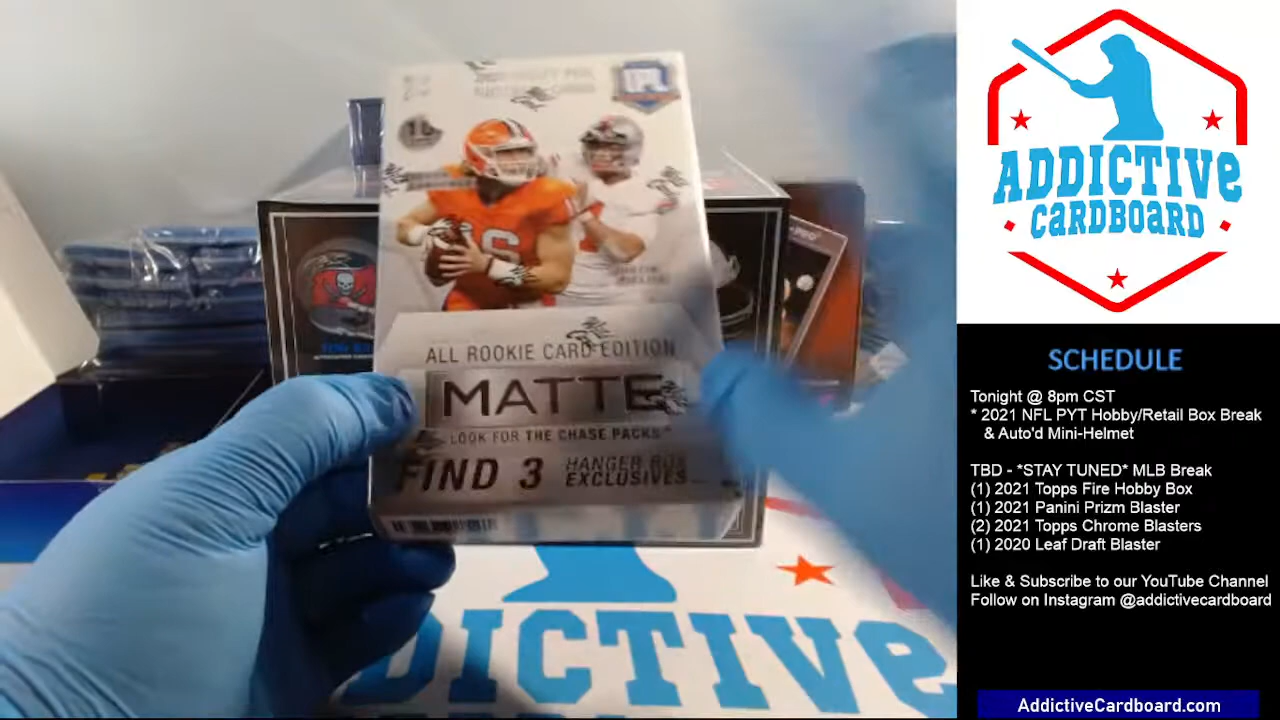 ALL ROOKIE CARD EDITION
MATTE
LOOK FOR THE CHASE PACKS
FIND 3
HANGER BOX
EXCLUSIVES
16
DICTIVE
ADDICTIVE
CARDBOARD
SCHEDULE
Tonight @ 8pm CST
* 2021 NFL PYT Hobby/Retail Box Break
& Auto'd Mini-Helmet
TBD - *STAY TUNED* MLB Break
(1) 2021 Topps Fire Hobby Box
(1) 2021 Panini Prizm Blaster
(2) 2021 Topps Chrome Blasters
(1) 2020 Leaf Draft Blaster
Like & Subscribe to our YouTube Channel
Follow on Instagram @addictivecardboard
AddictiveCardboard.com